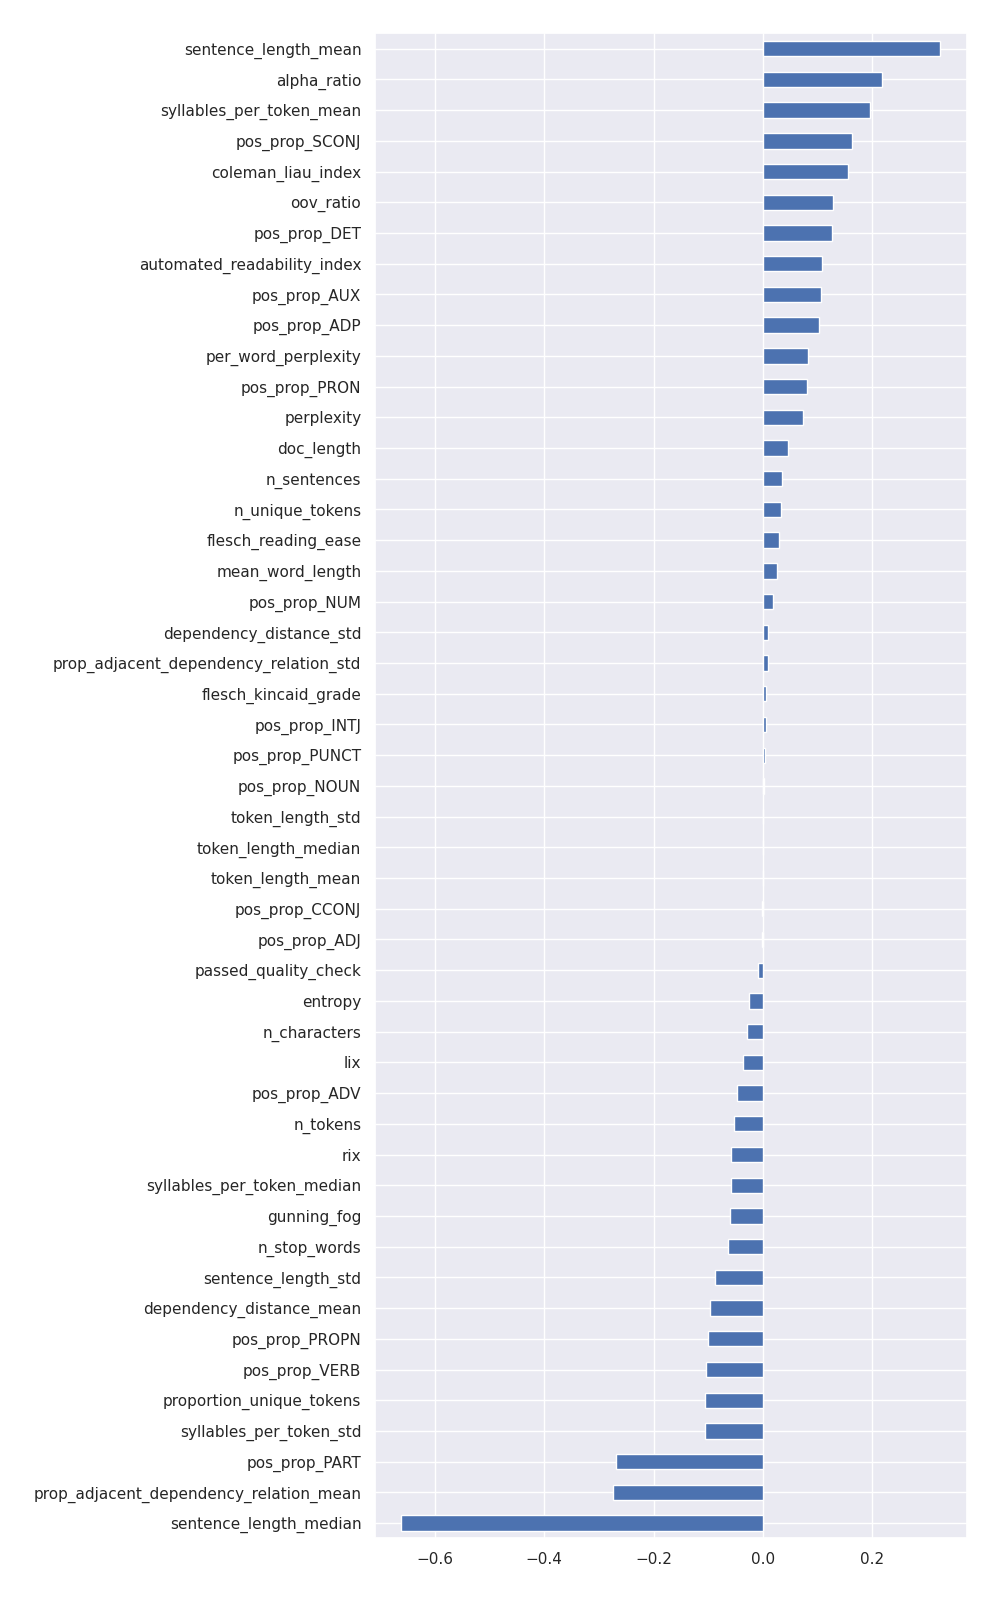 sentence_length_mean
alpha_ratio
syllables_per_token_mean
pos_prop_SCONJ
coleman_liau_index
oov_ratio
pos_prop_DET
automated_readability_index
pos_prop_AUX
pos_prop_ADP
per_word_perplexity
pos_prop_PRON
perplexity
doc_length
n_sentences
n_unique_tokens
flesch_reading_ease
mean_word_length
pos_prop_NUM
dependency_distance_std
prop_adjacent_dependency_relation_std
flesch_kincaid_grade
pos_prop_INTJ
pos_prop_PUNCT
pos_prop_NOUN
token_length_std
token_length_median
token_length_mean
pos_prop_CCONJ
pos_prop_ADJ
passed_quality_check
entropy
n_characters
lix
pos_prop_ADV
n_tokens
rix
syllables_per_token_median
gunning_fog
n_stop_words
sentence_length_std
dependency_distance_mean
pos_prop_PROPN
pos_prop_VERB
proportion_unique_tokens
syllables_per_token_std
pos_prop_PART
prop_adjacent_dependency_relation_mean
sentence_length_median
−0.6 −0.4 −0.2 0.0 0.2